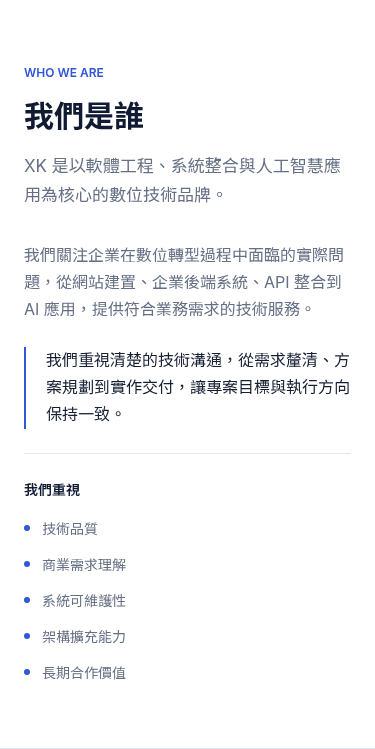 WHO WE ARE
我們是誰
XK 是以軟體工程、系統整合與人工智慧應
用為核心的數位技術品牌。
我們關注企業在數位轉型過程中面臨的實際問
題，從網站建置、企業後端系統、API 整合到
AI 應用，提供符合業務需求的技術服務。
我們重視清楚的技術溝通，從需求釐清、方
案規劃到實作交付，讓專案目標與執行方向
保持一致。
我們重視
技術品質
商業需求理解
系統可維護性
架構擴充能力
長期合作價值